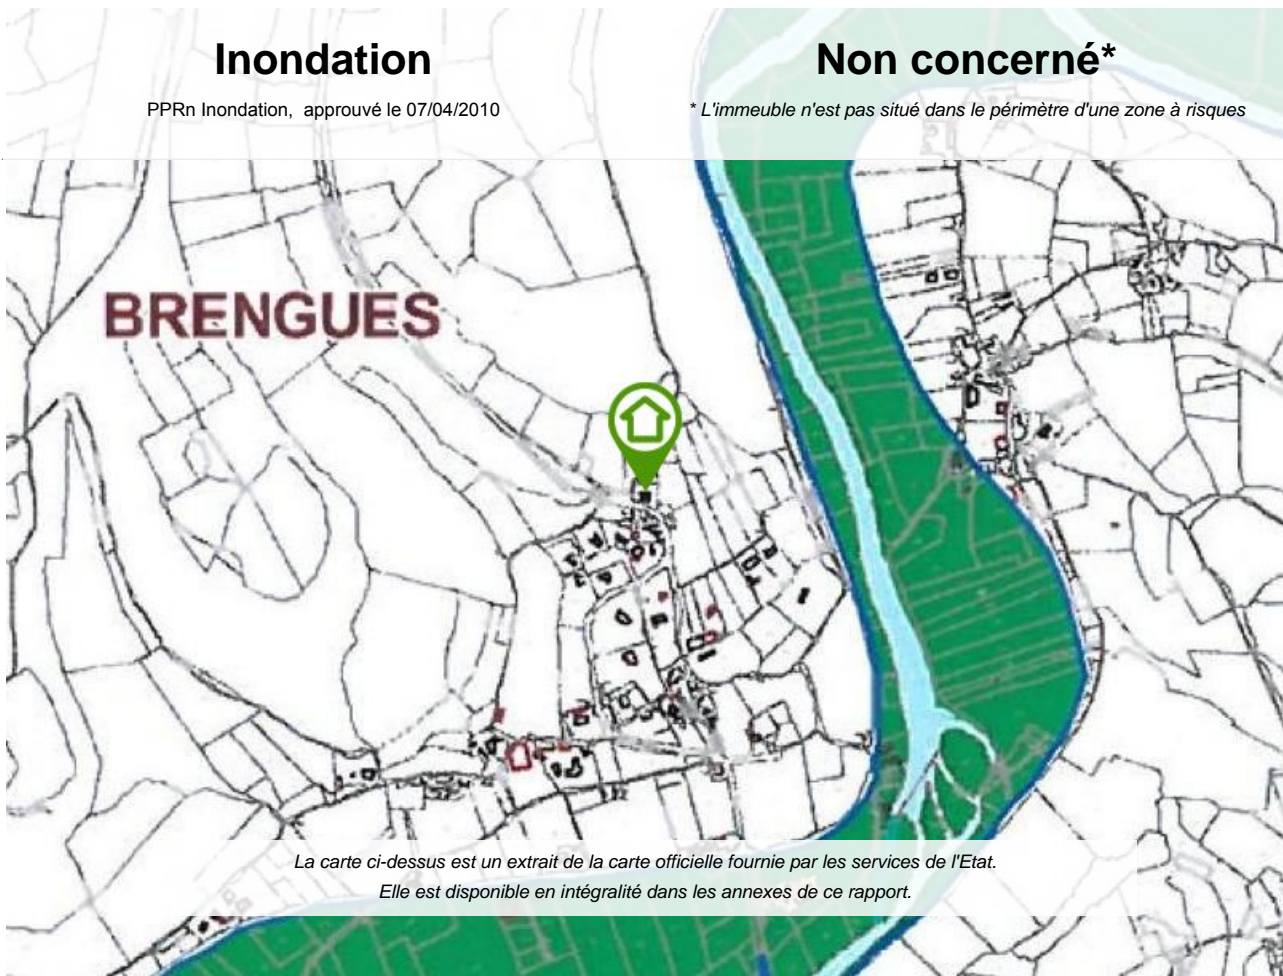 Inondation
PPRn Inondation, approuvé le 07/04/2010
Non concerné*
* L'immeuble n'est pas situé dans le périmètre d'une zone à risques
BRENGUES
La carte ci-dessus est un extrait de la carte officielle fournie par les services de l'Etat.
Elle est disponible en intégralité dans les annexes de ce rapport.